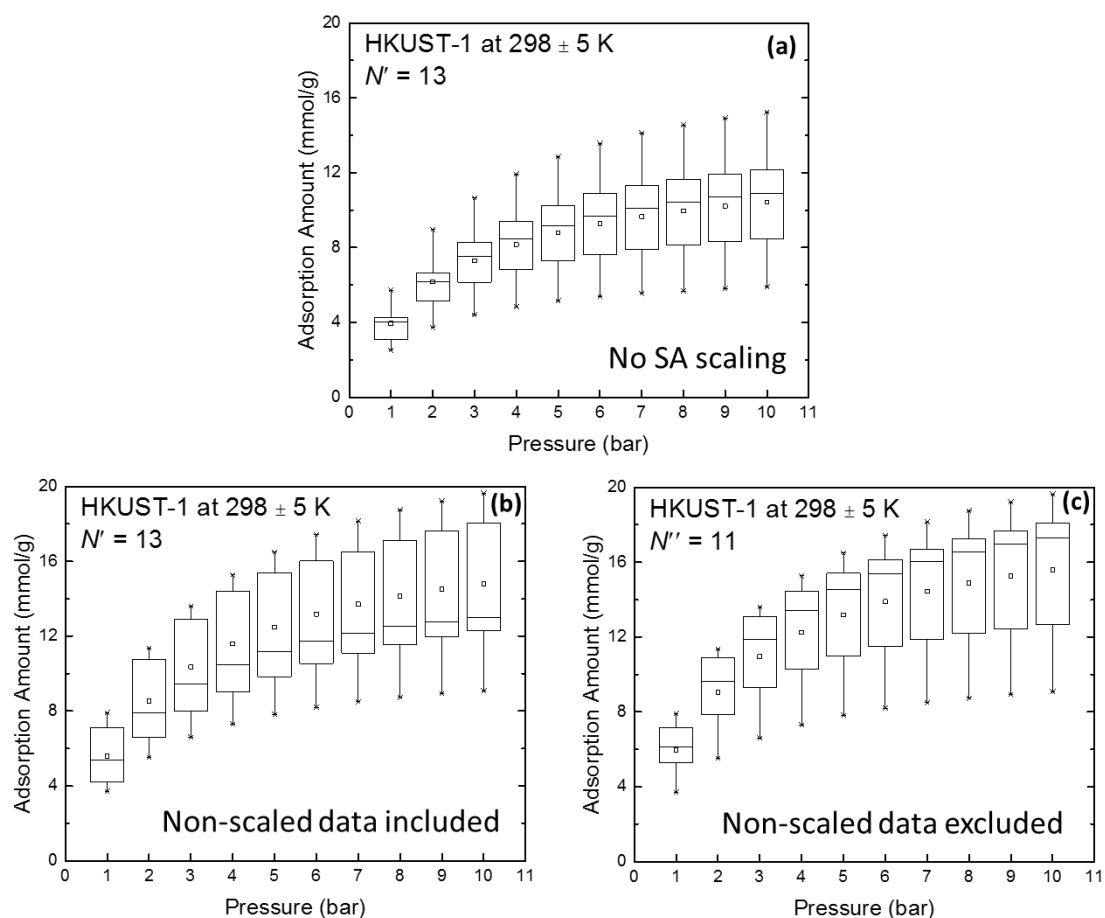 20
16
12
8
4
0
Adsorption Amount (mmol/g)
HKUST-1 at 298 ± 5 K
N' = 13
(a)
No SA scaling
0 1 2 3 4 5 6 7 8 9 10 11
Pressure (bar)
20
16
12
8
4
0
Adsorption Amount (mmol/g)
HKUST-1 at 298 ± 5 K
N' = 13
(b)
Non-scaled data included
0 1 2 3 4 5 6 7 8 9 10 11
Pressure (bar)
20
16
12
8
4
0
Adsorption Amount (mmol/g)
HKUST-1 at 298 ± 5 K
N'' = 11
(c)
Non-scaled data excluded
0 1 2 3 4 5 6 7 8 9 10 11
Pressure (bar)